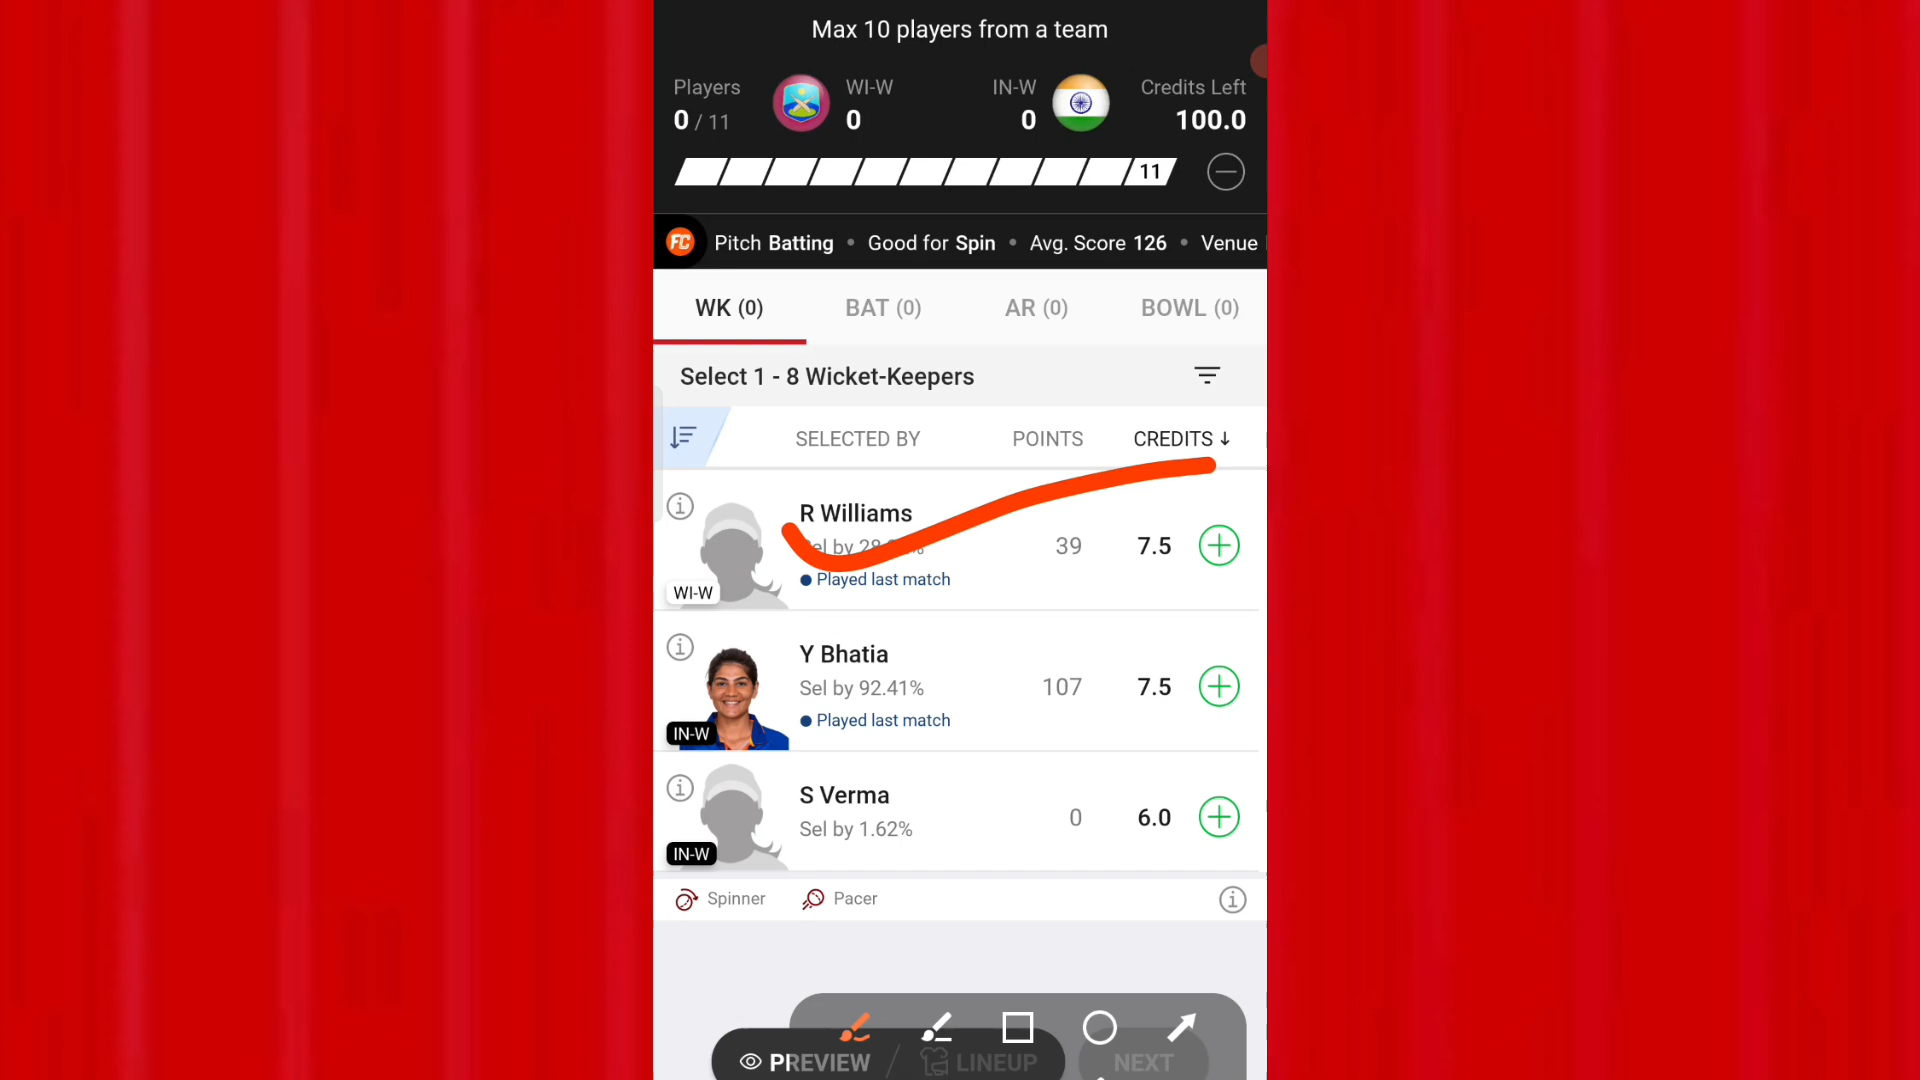 Max 10 players from a team
Players WI-W IN-W Credits Left
0 / 11 0 0 100.0
11
FC Pitch Batting • Good for Spin • Avg. Score 126 • Venue
WK (0) BAT (0) AR (0) BOWL (0)
Select 1 - 8 Wicket-Keepers
SELECTED BY POINTS CREDITS ↓
R Williams
Sel by 39 7.5
Played last match
WI-W
Y Bhatia
Sel by 92.41% 107 7.5
Played last match
IN-W
S Verma
Sel by 1.62% 0 6.0
IN-W
Spinner Pacer
PREVIEW / LINEUP NEXT